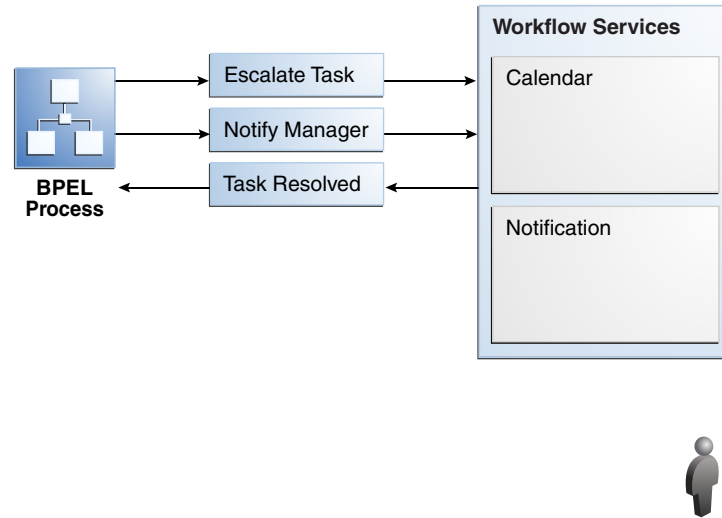 Workflow Services
Escalate Task
Calendar
Notify Manager
Task Resolved
BPEL
Process
Notification